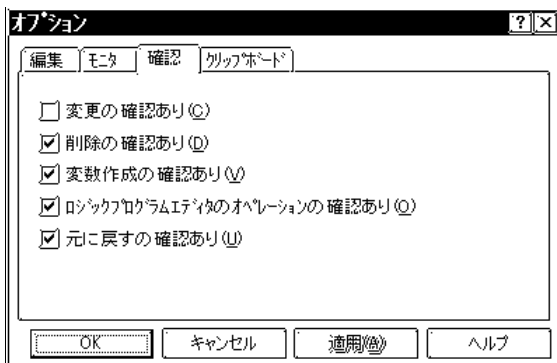 オプション
編集 ﾓﾆﾀ 確認 ｸﾘｯﾌﾟﾎﾞｰﾄﾞ
変更の確認あり(C)
削除の確認あり(D)
変数作成の確認あり(V)
ﾛｼﾞｯｸﾌﾟﾛｸﾞﾗﾑｴﾃﾞｨﾀのｵﾍﾟﾚｰｼｮﾝの確認あり(O)
元に戻すの確認あり(U)
OK キャンセル 適用(A) ヘルプ